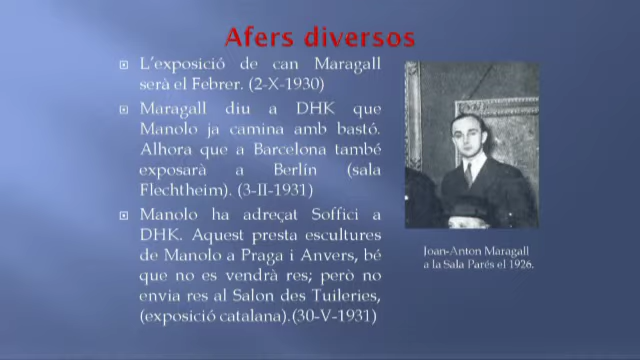 Afers diversos
L'exposició de can Maragall
serà el Febrer. (2-X-1930)
Maragall diu a DHK que
Manolo ja camina amb bastó.
Alhora que a Barcelona també
exposarà a Berlín (sala
Flechtheim). (3-II-1931)
Manolo ha adreçat Soffici a
DHK. Aquest presta escultures
de Manolo a Praga i Anvers, bé
que no es vendrà res; però no
envia res al Salon des Tuileries,
(exposició catalana).(30-V-1931)
Joan-Anton Maragall
a la Sala Parés el 1926.